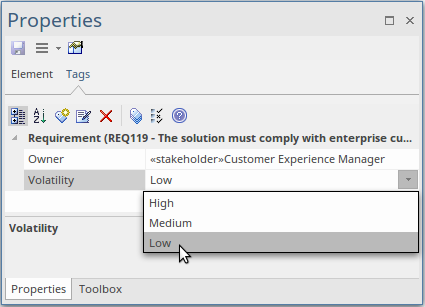 Properties
Element Tags
Requirement (REQ119 - The solution must comply with enterprise cu...
Owner «stakeholder»Customer Experience Manager
Volatility Low
High
Medium
Low
Volatility
Properties Toolbox